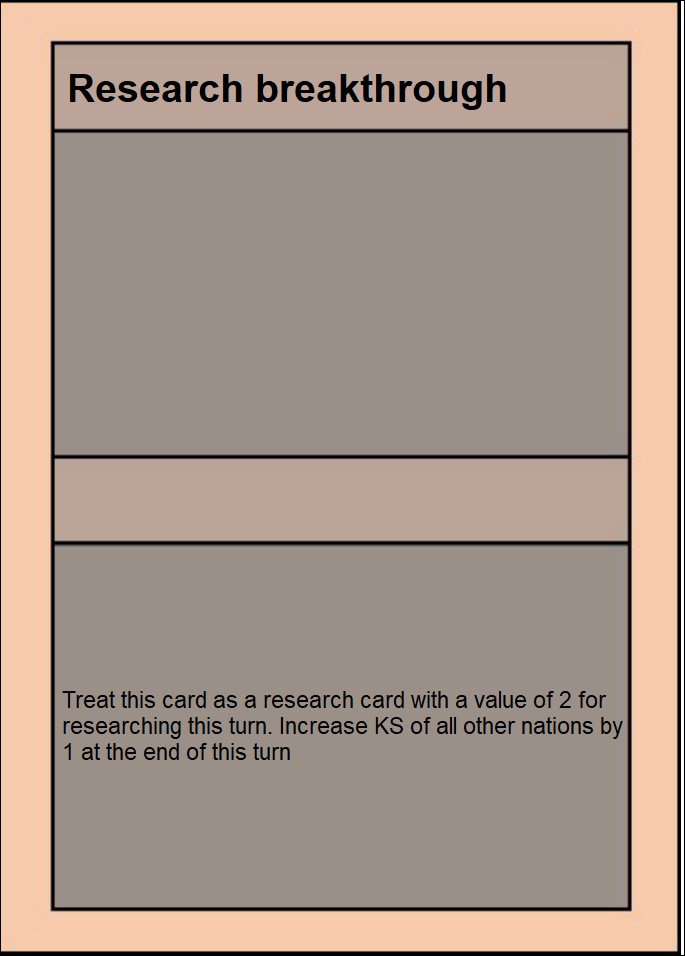 Research breakthrough
Treat this card as a research card with a value of 2 for
researching this turn. Increase KS of all other nations by
1 at the end of this turn